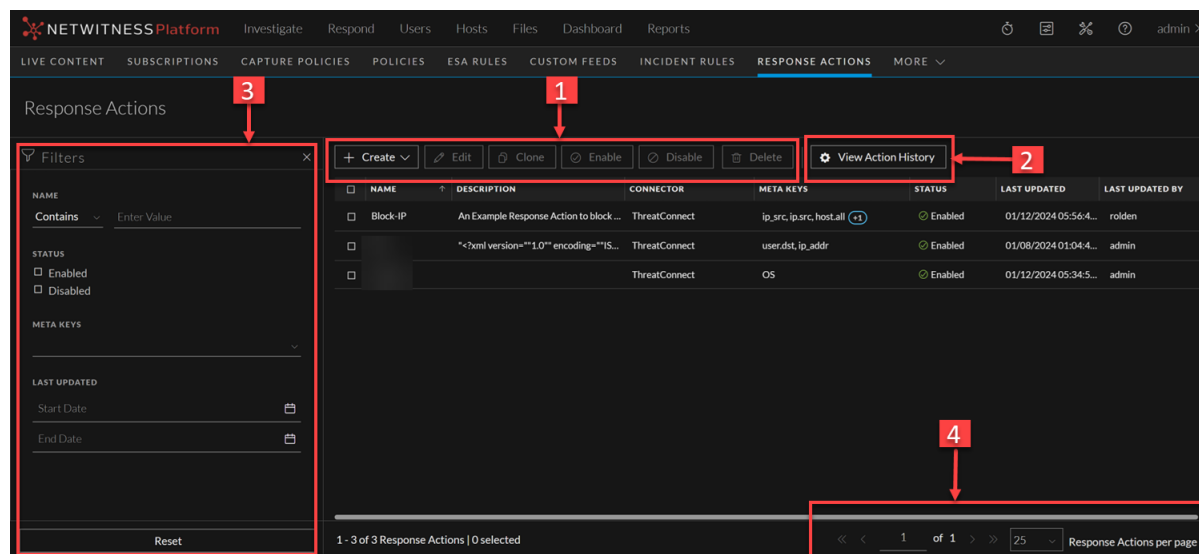 NETWITNESS Platform Investigate Respond Users Hosts Files Dashboard Reports admin
LIVE CONTENT SUBSCRIPTIONS CAPTURE POLICIES POLICIES ESA RULES CUSTOM FEEDS INCIDENT RULES RESPONSE ACTIONS MORE
3 1
Response Actions
Filters
Create Edit Clone Enable Disable Delete View Action History 2
NAME DESCRIPTION CONNECTOR META KEYS STATUS LAST UPDATED LAST UPDATED BY
NAME
Contains Enter Value
Block-IP An Example Response Action to block ... ThreatConnect ip_src, ip.src, host.all +1 Enabled 01/12/2024 05:56:4... rolden
"<?xml version=""1.0"" encoding=""IS... ThreatConnect user.dst, ip_addr Enabled 01/08/2024 01:04:4... admin
ThreatConnect OS Enabled 01/12/2024 05:34:5... admin
STATUS
Enabled
Disabled
META KEYS
LAST UPDATED
Start Date
End Date
4
Reset
1 - 3 of 3 Response Actions | 0 selected
1 of 1 25 Response Actions per page